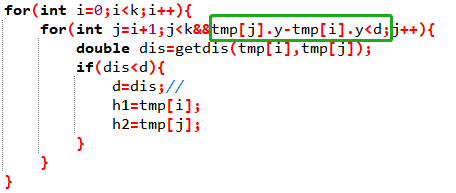 for(int i=0;i<k;i++){
for(int j=i+1;j<k&&tmp[j].y-tmp[i].y<d;j++){
double dis=getdis(tmp[i],tmp[j]);
if(dis<d){
d=dis;//
h1=tmp[i];
h2=tmp[j];
}
}
}